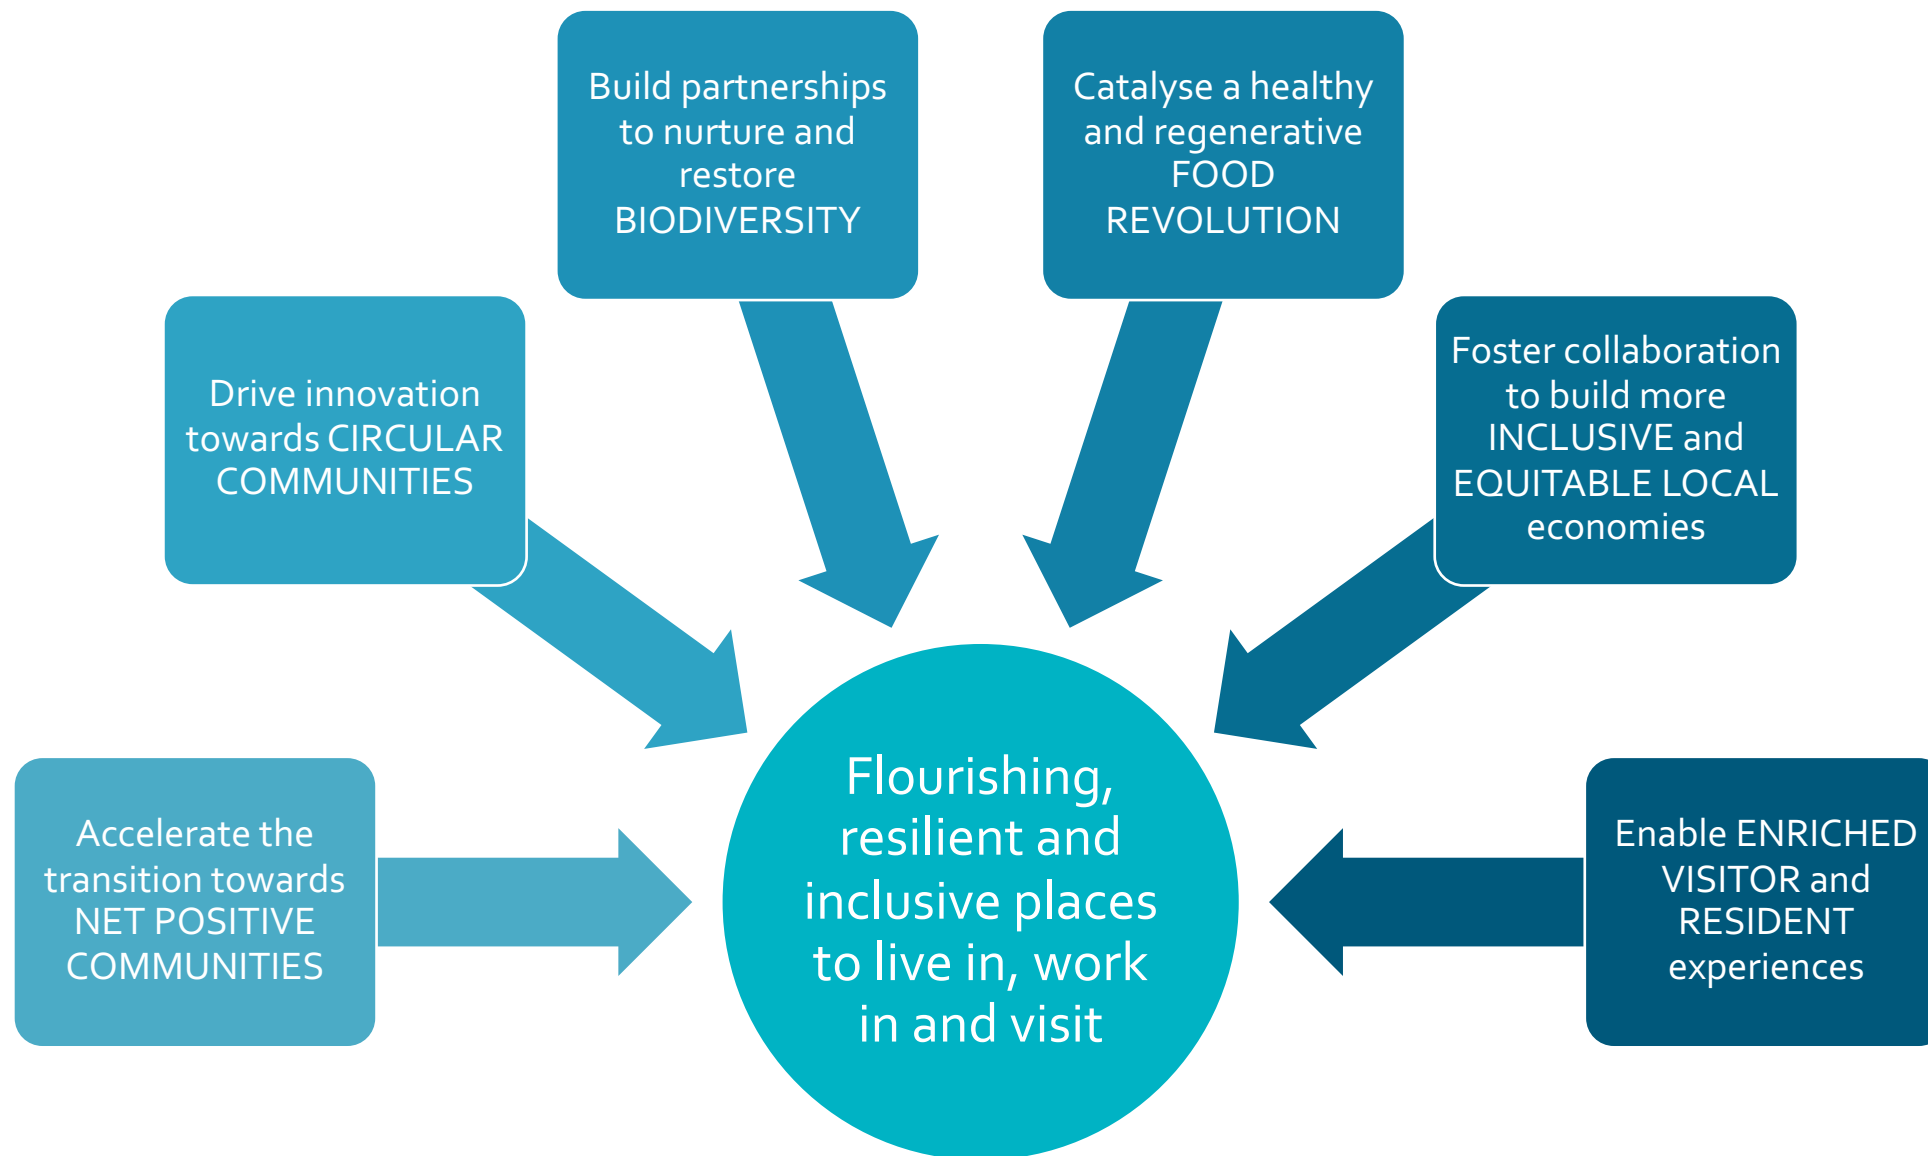 Build partnerships
to nurture and
restore
BIODIVERSITY
Catalyse a healthy
and regenerative
FOOD
REVOLUTION
Drive innovation
towards CIRCULAR
COMMUNITIES
Foster collaboration
to build more
INCLUSIVE and
EQUITABLE LOCAL
economies
Accelerate the
transition towards
NET POSITIVE
COMMUNITIES
Flourishing,
resilient and
inclusive places
to live in, work
in and visit
Enable ENRICHED
VISITOR and
RESIDENT
experiences